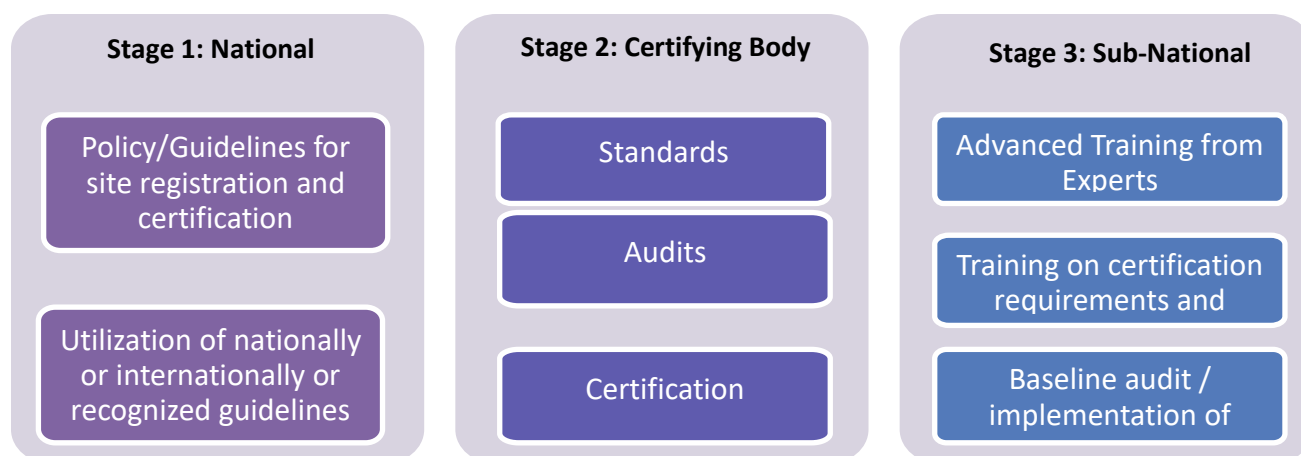 Stage 1: National
Policy/Guidelines for
site registration and
certification
Utilization of nationally
or internationally or
recognized guidelines
Stage 2: Certifying Body
Standards
Audits
Certification
Stage 3: Sub-National
Advanced Training from
Experts
Training on certification
requirements and
Baseline audit /
implementation of